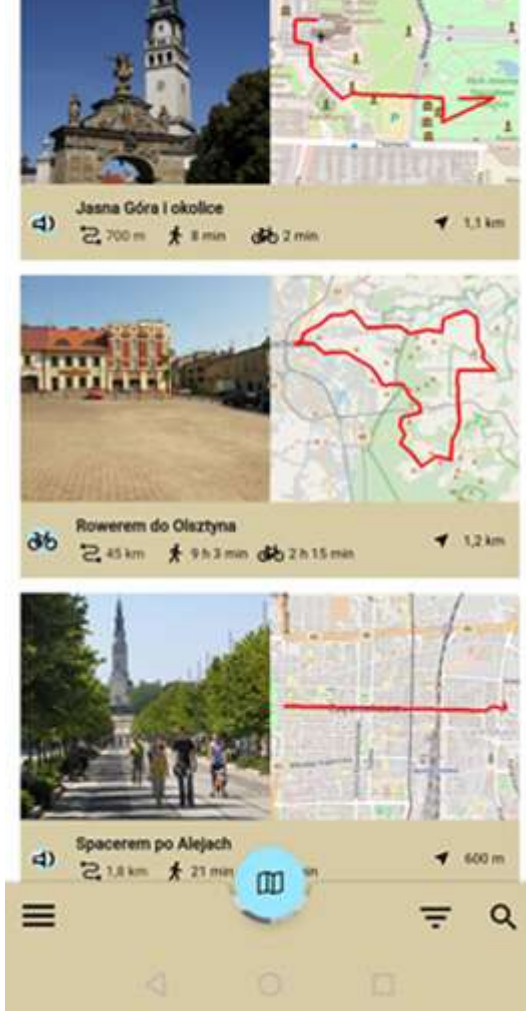 P
Jasna Góra i okolice
700 m 8 min 2 min 1,1 km
Rowerem do Olsztyna
45 km 9 h 3 min 2 h 15 min 1,2 km
Spacerem po Alejach
1,8 km 21 min 600 m